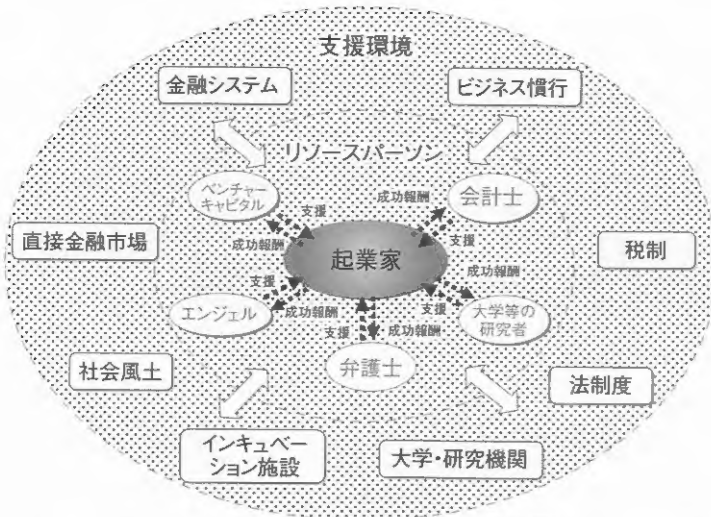 支援環境
金融システム
ビジネス慣行
リソースパーソン
ベンチャー
キャピタル
支援
成功報酬
成功報酬
支援
会計士
直接金融市場
起業家
税制
エンジェル
支援
成功報酬
成功報酬
支援
大学等の
研究者
支援
成功報酬
弁護士
社会風土
法制度
インキュベー
ション施設
大学・研究機関